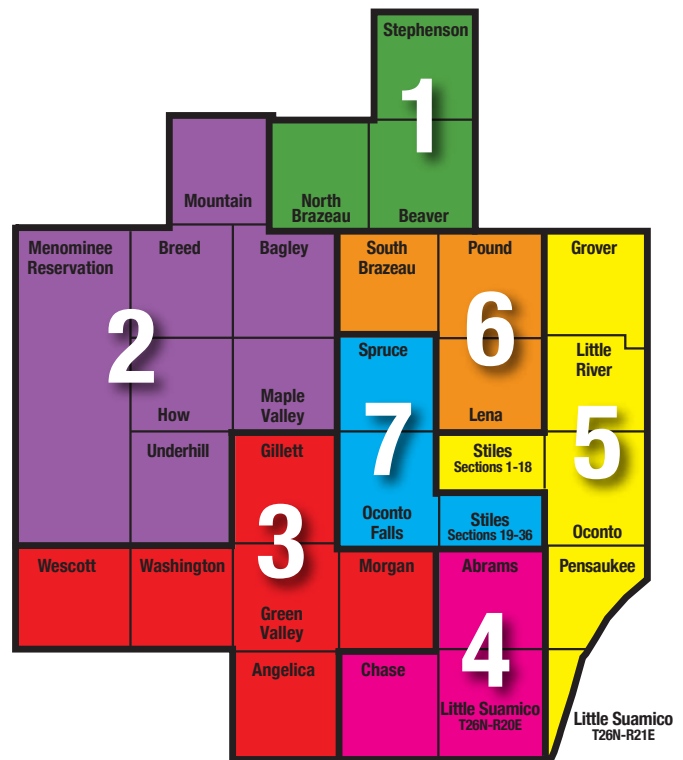 Stephenson
1
Mountain
North
Brazeau
Beaver
Menominee
Reservation
Breed
Bagley
South
Brazeau
Pound
Grover
2
6
Spruce
Little
River
How
Maple
Valley
Lena
7
5
Underhill
Gillett
Stiles
Sections 1-18
3
Oconto
Falls
Stiles
Sections 19-36
Oconto
Wescott
Washington
Morgan
Abrams
Pensaukee
Green
Valley
4
Angelica
Chase
Little Suamico
T26N-R20E
Little Suamico
T26N-R21E